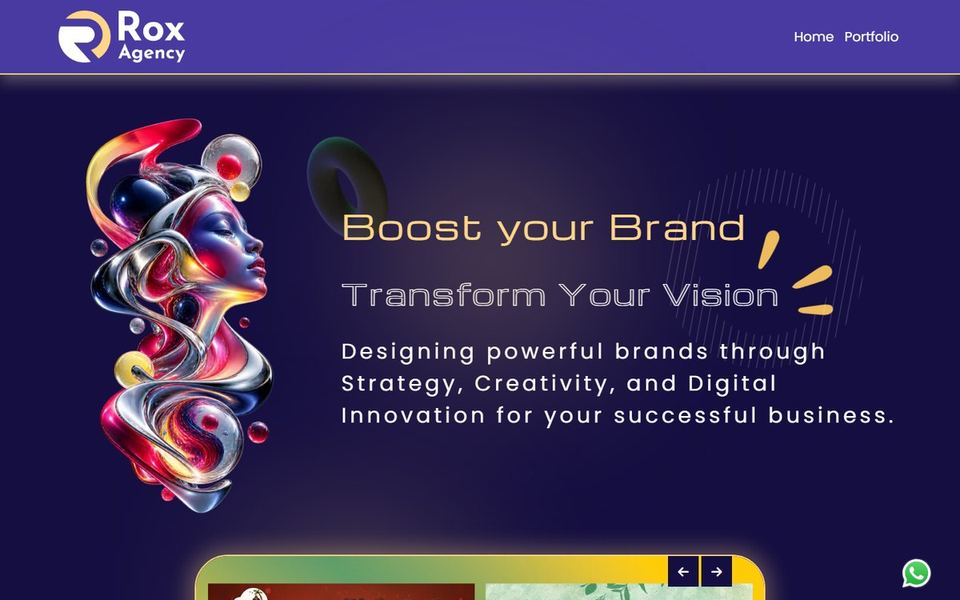 Rox
Agency
Home Portfolio
Boost your Brand
Transform Your Vision
Designing powerful brands through
Strategy, Creativity, and Digital
Innovation for your successful business.